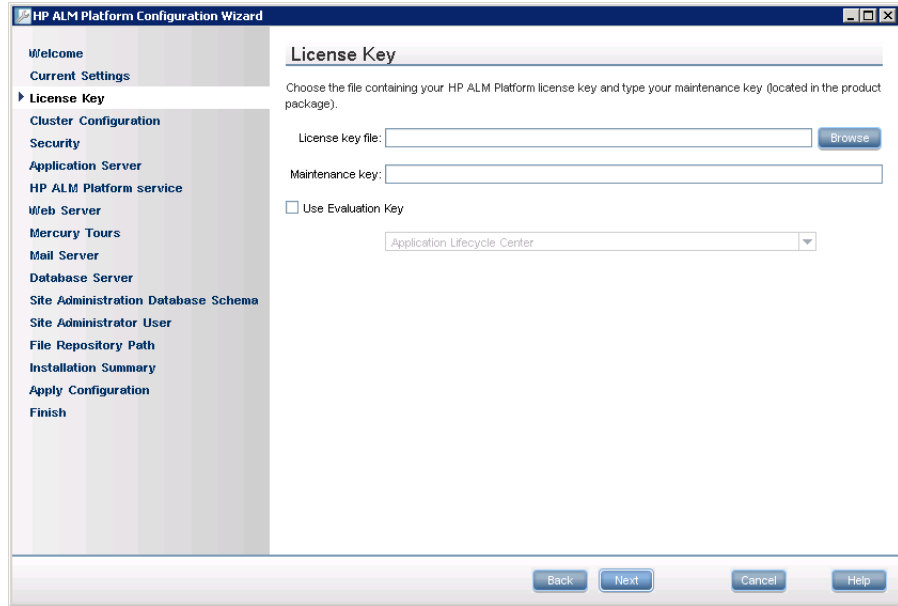 HP ALM Platform Configuration Wizard
Welcome
Current Settings
License Key
Cluster Configuration
Security
Application Server
HP ALM Platform service
Web Server
Mercury Tours
Mail Server
Database Server
Site Administration Database Schema
Site Administrator User
File Repository Path
Installation Summary
Apply Configuration
Finish
License Key
Choose the file containing your HP ALM Platform license key and type your maintenance key (located in the product
package).
License key file:
Browse
Maintenance key:
Use Evaluation Key
Application Lifecycle Center
Back
Next
Cancel
Help